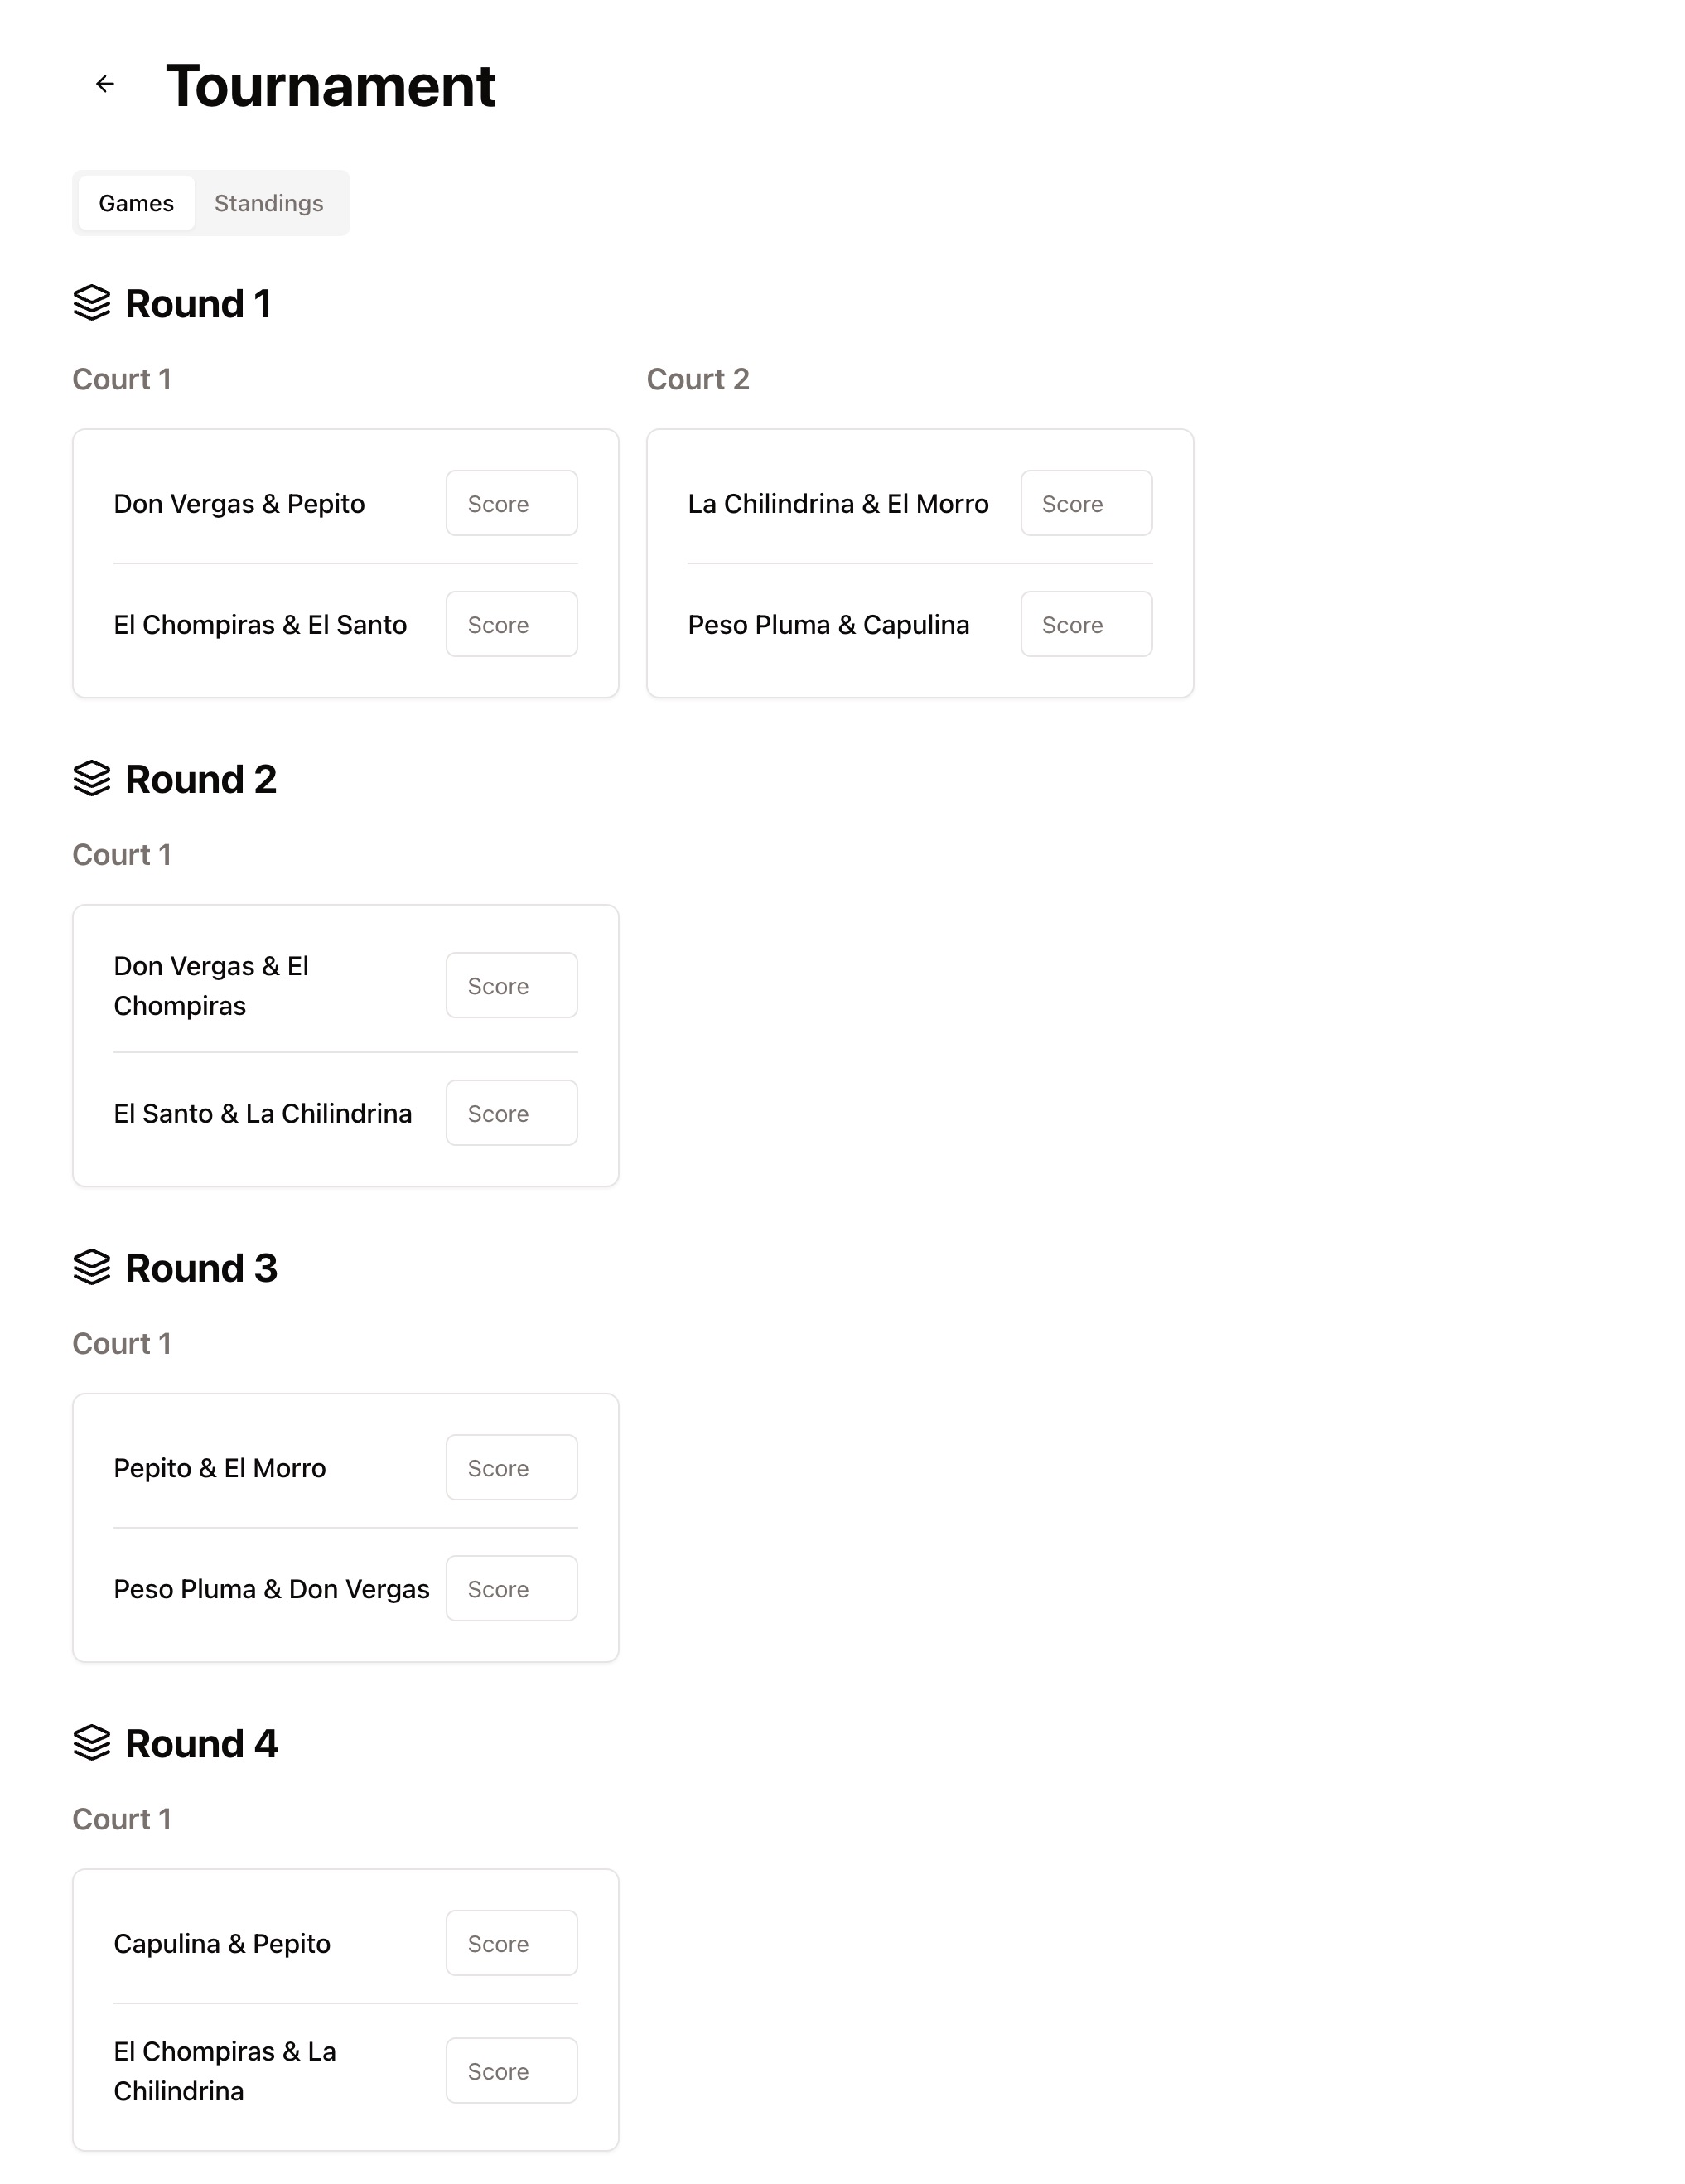 Tournament
Games
Standings
Round 1
Court 1
Court 2
Don Vergas & Pepito
Score
La Chilindrina & El Morro
Score
El Chompiras & El Santo
Score
Peso Pluma & Capulina
Score
Round 2
Court 1
Don Vergas & El
Chompiras
Score
El Santo & La Chilindrina
Score
Round 3
Court 1
Pepito & El Morro
Score
Peso Pluma & Don Vergas
Score
Round 4
Court 1
Capulina & Pepito
Score
El Chompiras & La
Chilindrina
Score